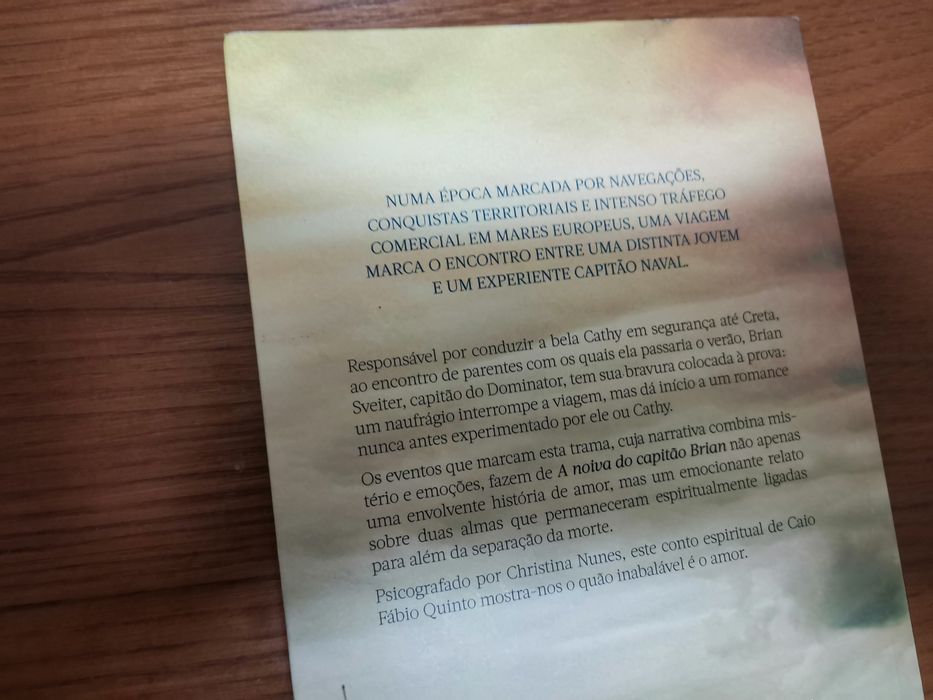 NUMA ÉPOCA MARCADA POR NAVEGAÇÕES,
CONQUISTAS TERRITORIAIS E INTENSO TRÁFEGO
COMERCIAL EM MARES EUROPEUS, UMA VIAGEM
MARCA O ENCONTRO ENTRE UMA DISTINTA JOVEM
E UM EXPERIENTE CAPITÃO NAVAL.
Responsável por conduzir a bela Cathy em segurança até Creta,
ao encontro de parentes com os quais ela passaria o verão, Brian
Sveiter, capitão do Dominator, tem sua bravura colocada à prova:
um naufrágio interrompe a viagem, mas dá início a um romance
nunca antes experimentado por ele ou Cathy.
Os eventos que marcam esta trama, cuja narrativa combina mis-
tério e emoções, fazem de A noiva do capitão Brian não apenas
uma envolvente história de amor, mas um emocionante relato
sobre duas almas que permaneceram espiritualmente ligadas
para além da separação da morte.
Psicografado por Christina Nunes, este conto espiritual de Caio
Fábio Quinto mostra-nos o quão inabalável é o amor.